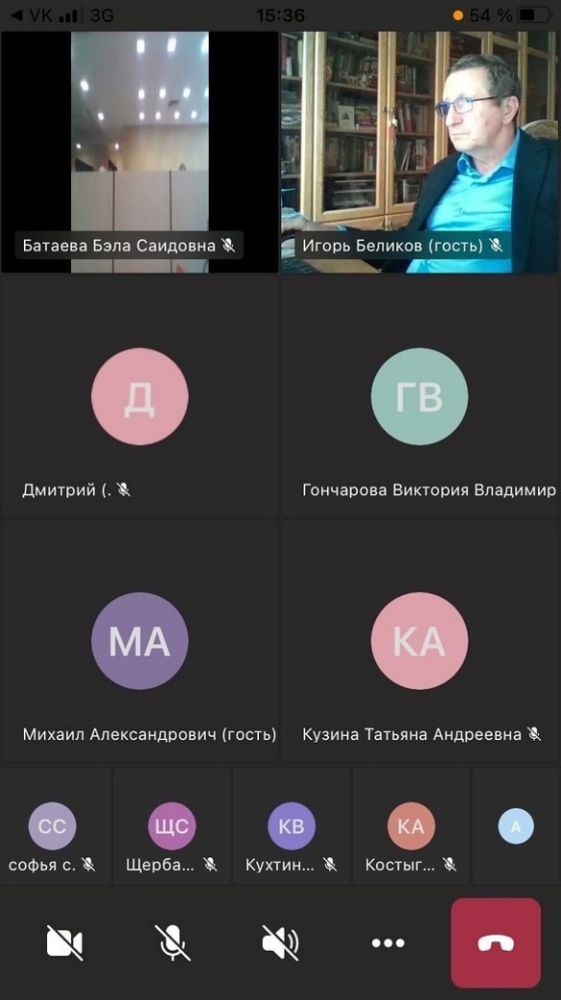 VK 3G 15:36 54 %
Батаева Бэла Саидовна
Игорь Беликов (гость)
Д
ГВ
Дмитрий (.
Гончарова Виктория Владимир
МА
КА
Михаил Александрович (гость)
Кузина Татьяна Андреевна
СС
ЩС
КВ
КА
А
софья с.
Щерба...
Кухтин...
Костыг...